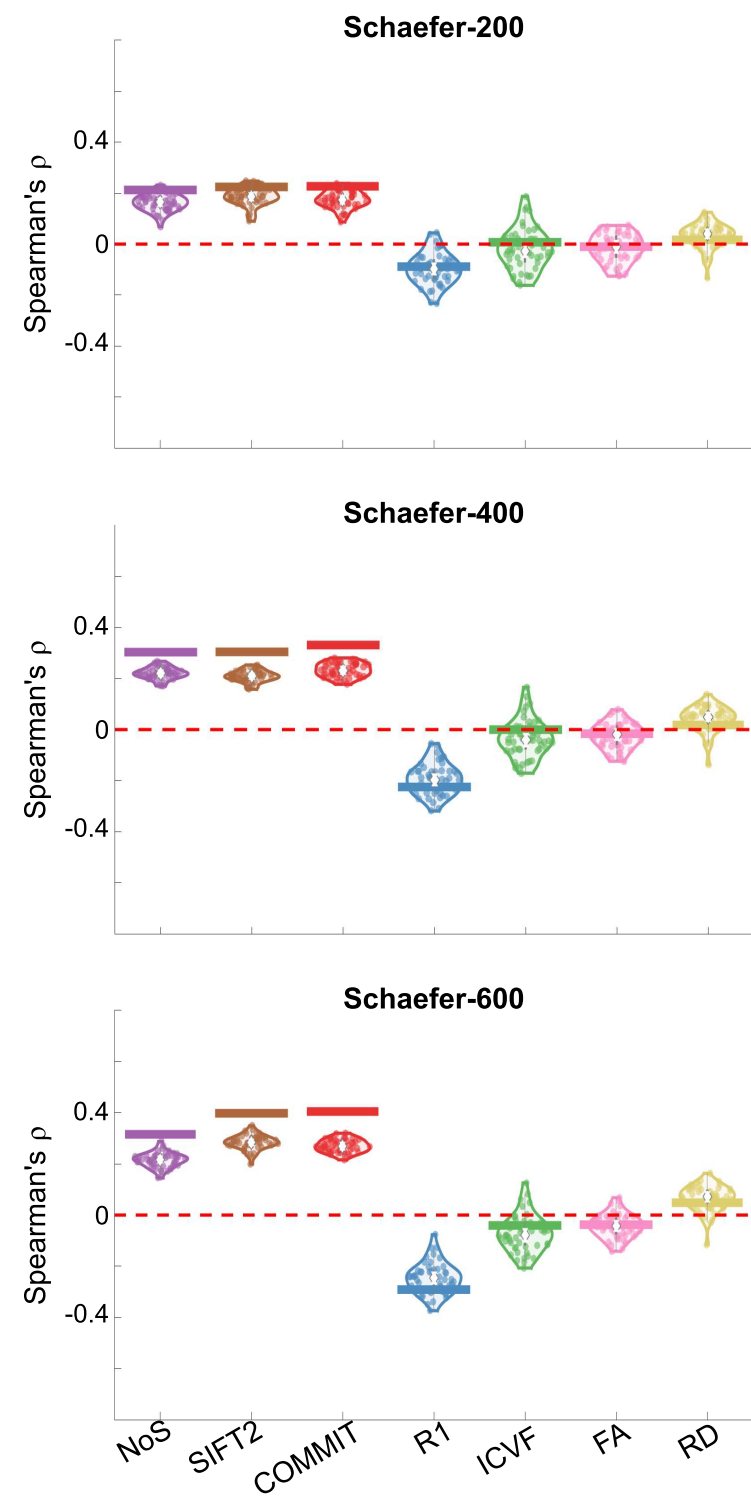 Schaefer-200
Spearman's ρ
0.4
0
-0.4
Schaefer-400
Spearman's ρ
0.4
0
-0.4
Schaefer-600
Spearman's ρ
0.4
0
-0.4
NoS SIFT2 COMMIT R1 ICVF FA RD